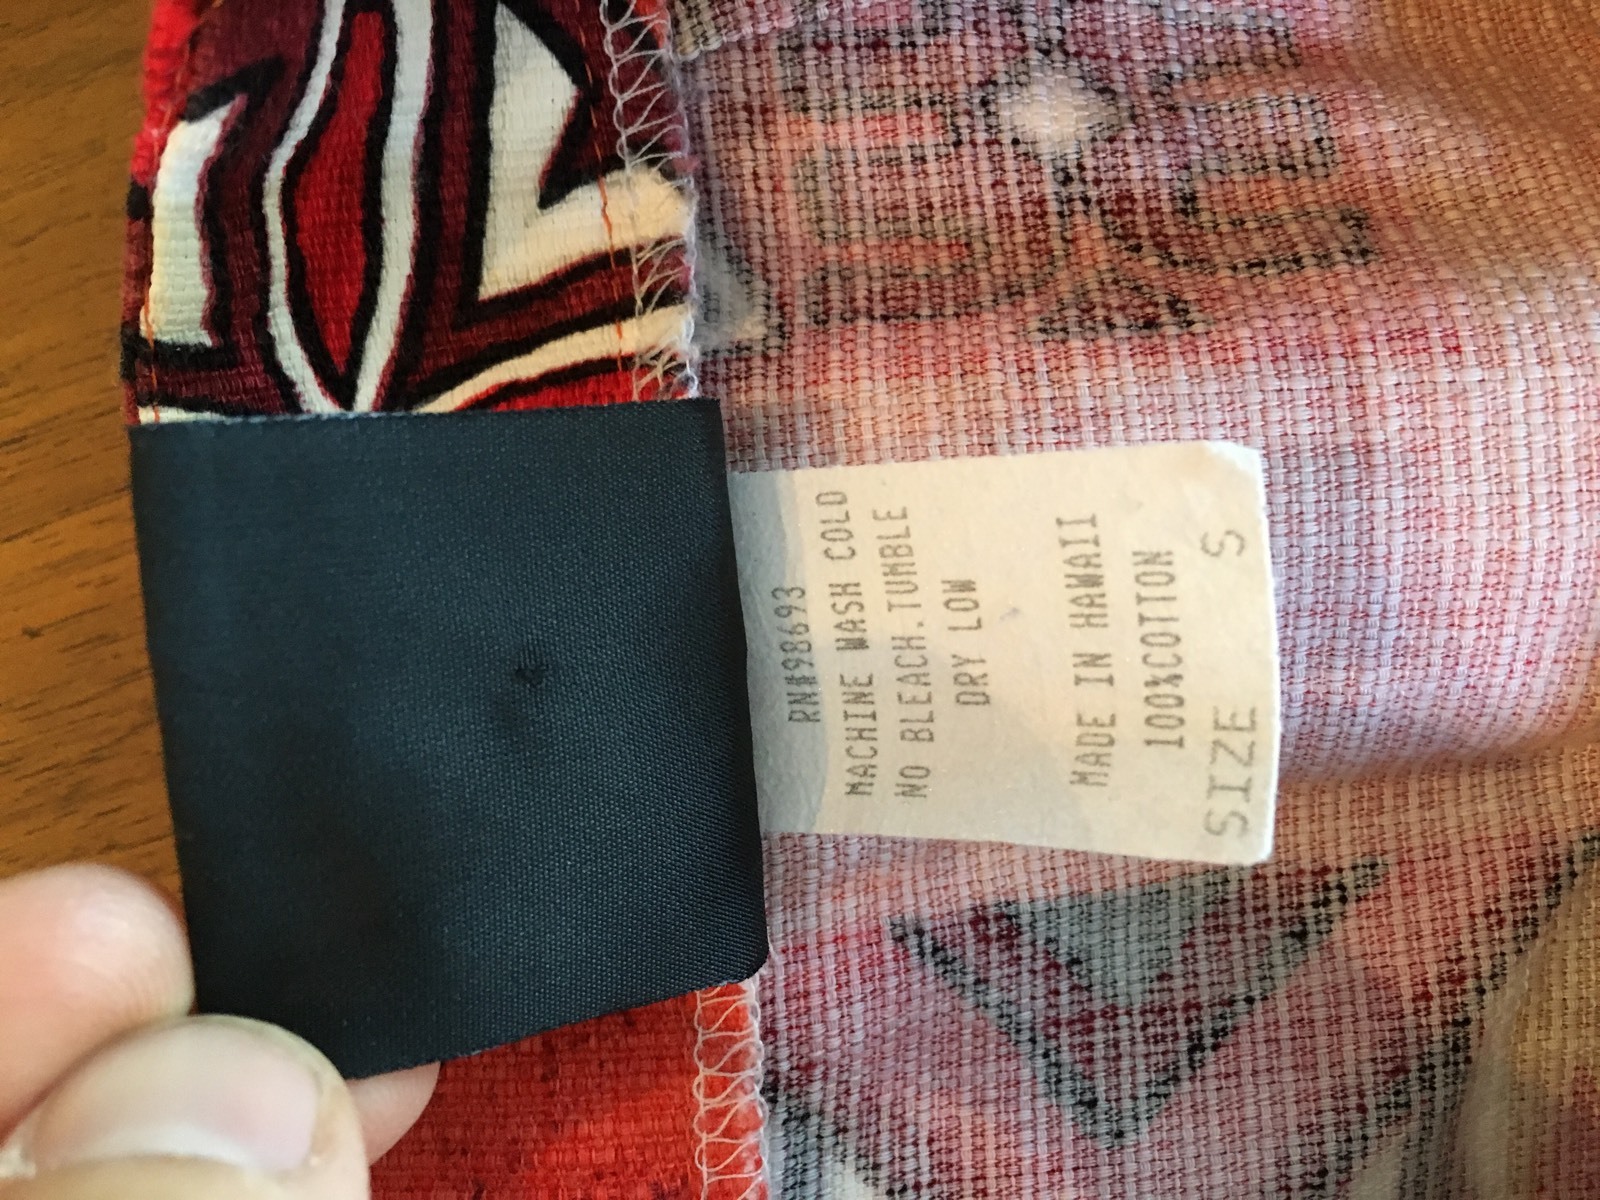 RN#98693
MACHINE WASH COLD
NO BLEACH.TUMBLE
DRY LOW
MADE IN HAWAII
100%COTTON
SIZE S